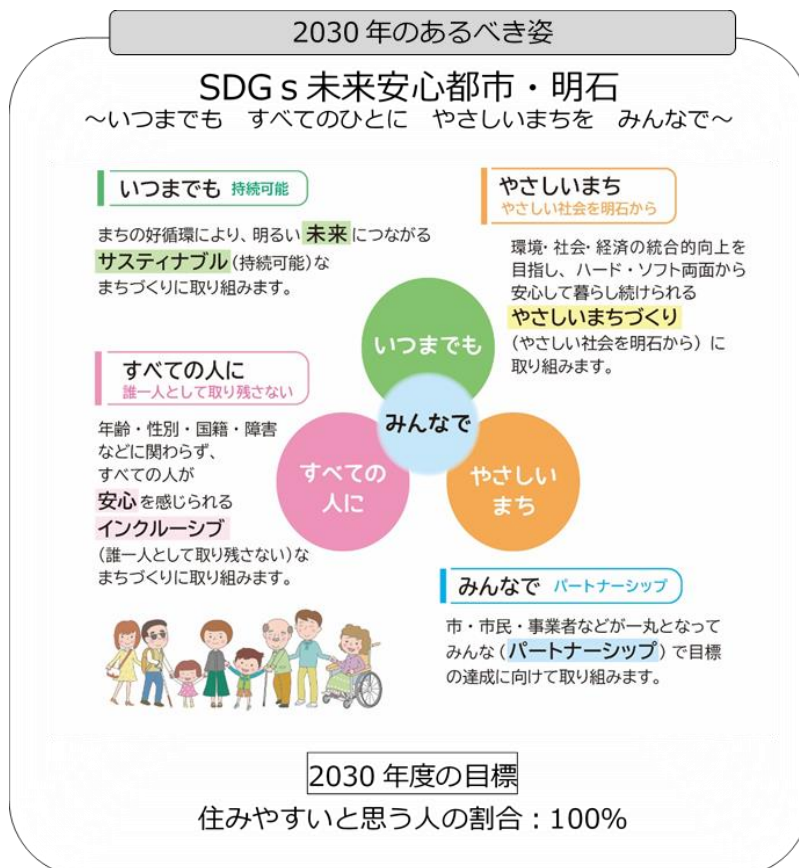 2030年のあるべき姿
SDGｓ未来安心都市・明石
～いつまでも　すべてのひとに　やさしいまちを　みんなで～
いつまでも 持続可能
まちの好循環により、明るい 未来 につながる
サスティナブル (持続可能) な
まちづくりに取り組みます。
やさしいまち
やさしい社会を明石から
環境・社会・経済の統合的向上を
目指し、ハード・ソフト両面から
安心して暮らし続けられる
やさしいまちづくり
(やさしい社会を明石から) に
取り組みます。
すべての人に
誰一人として取り残さない
年齢・性別・国籍・障害
などに関わらず、
すべての人が
安心 を感じられる
インクルーシブ
(誰一人として取り残さない) な
まちづくりに取り組みます。
いつまでも
みんなで
すべての
人に
やさしい
まち
みんなで パートナーシップ
市・市民・事業者などが一丸となって
みんな (パートナーシップ) で目標
の達成に向けて取り組みます。
2030年度の目標
住みやすいと思う人の割合：100%